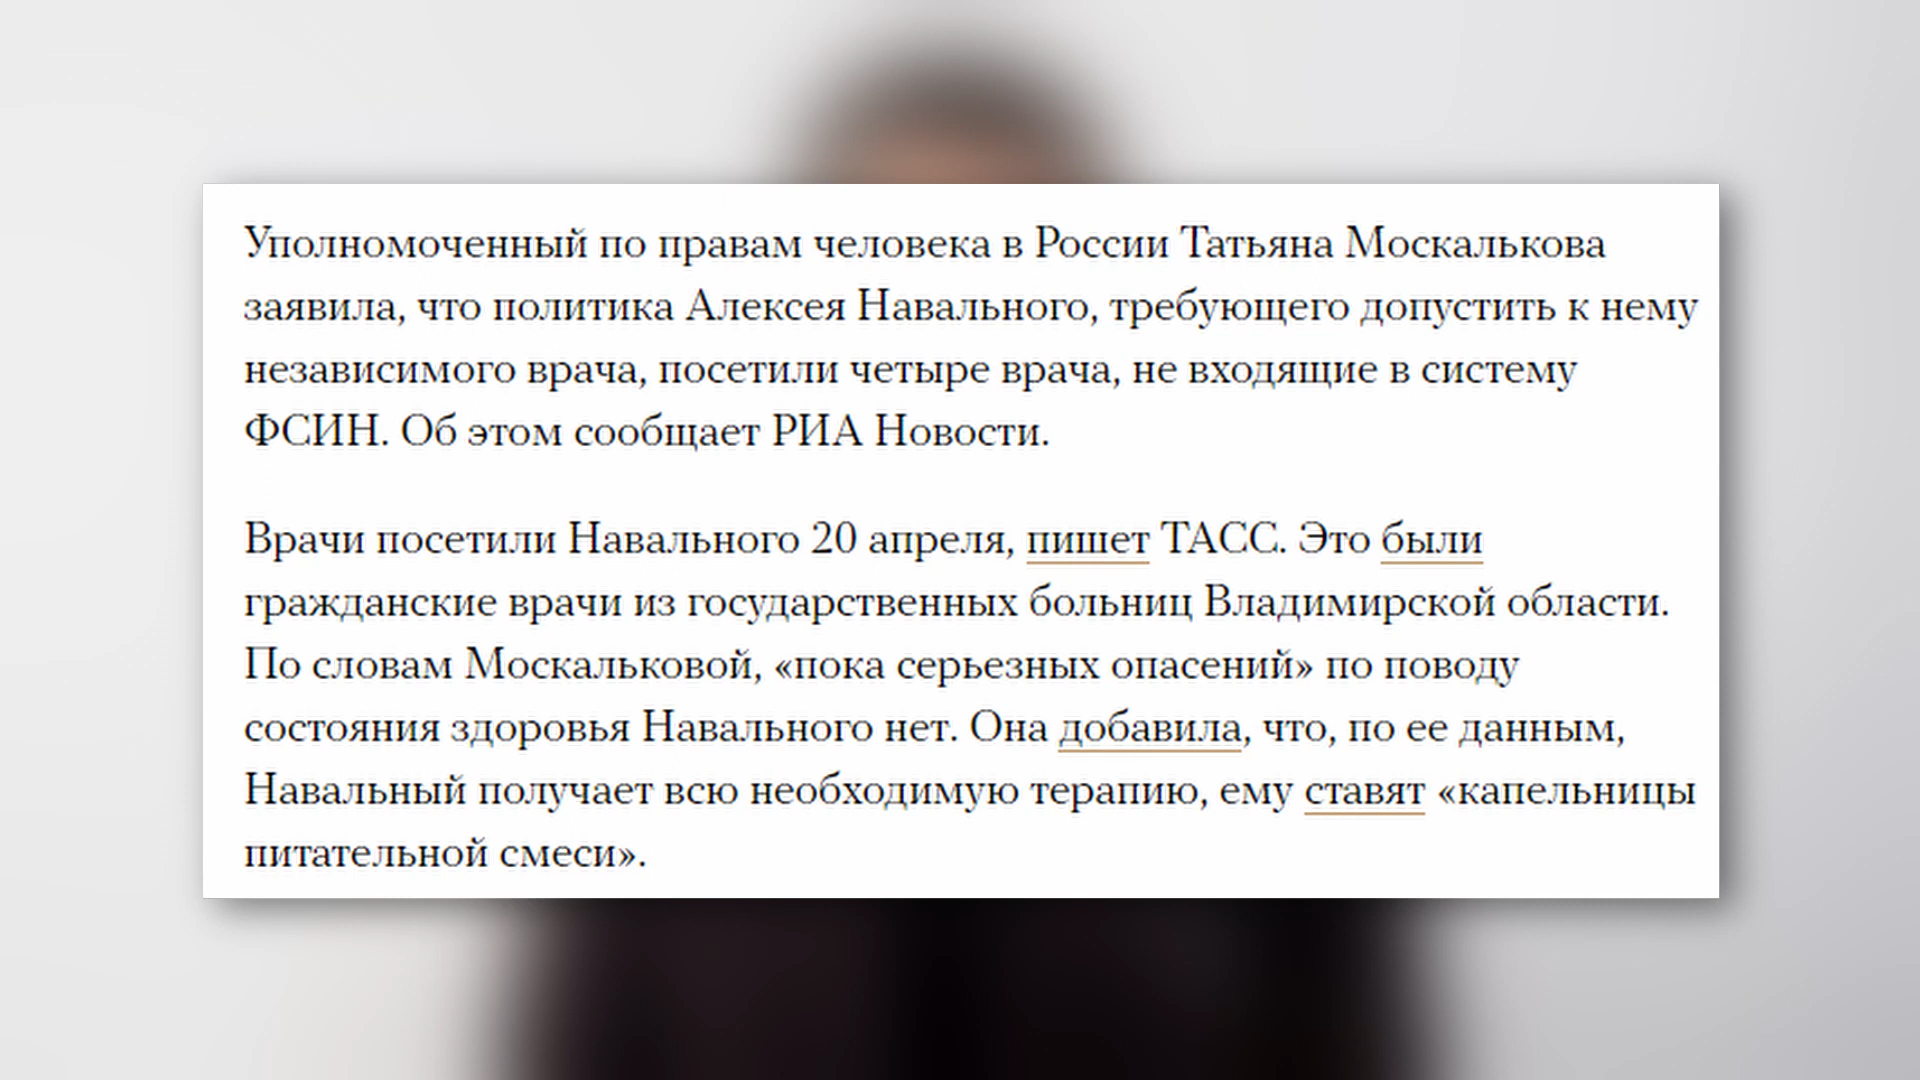 Уполномоченный по правам человека в России Татьяна Москалькова
заявила, что политика Алексея Навального, требующего допустить к нему
независимого врача, посетили четыре врача, не входящие в систему
ФСИН. Об этом сообщает РИА Новости.
Врачи посетили Навального 20 апреля, пишет ТАСС. Это были
гражданские врачи из государственных больниц Владимирской области.
По словам Москальковой, «пока серьезных опасений» по поводу
состояния здоровья Навального нет. Она добавила, что, по ее данным,
Навальный получает всю необходимую терапию, ему ставят «капельницы
питательной смеси».